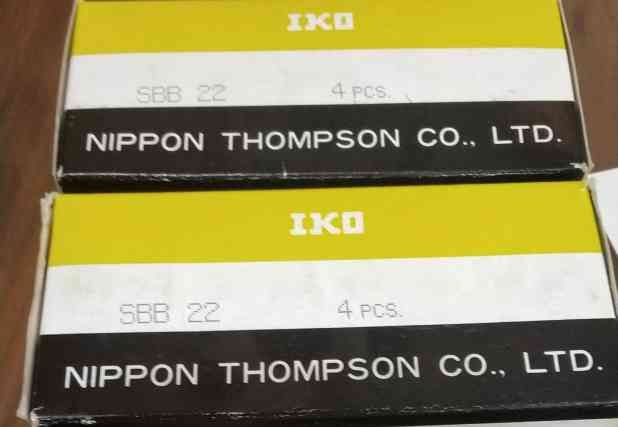 IKO
SBB 22 4 PCS.
NIPPON THOMPSON CO., LTD.
IKO
SBB 22 4 PCS.
NIPPON THOMPSON CO., LTD.